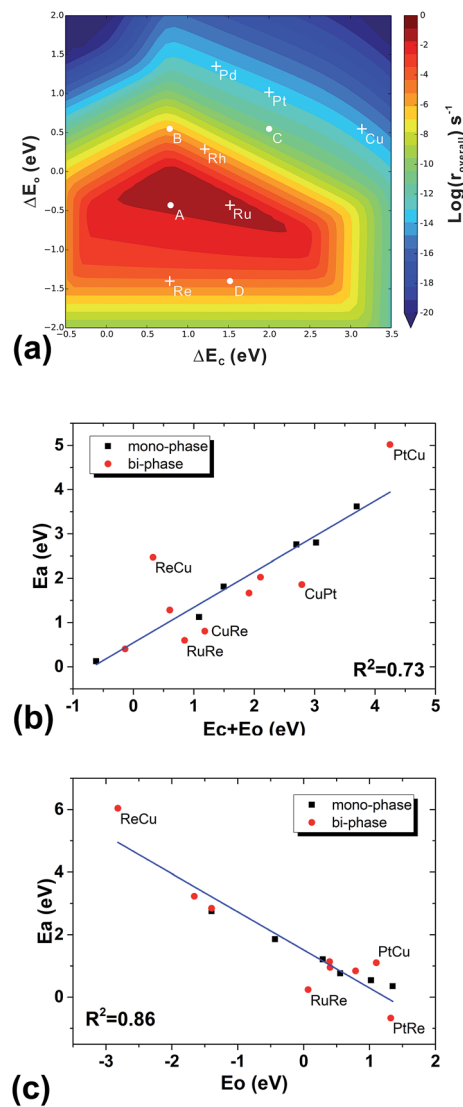 2.0
1.5
1.0
0.5
0.0
-0.5
-1.0
-1.5
-2.0
ΔEₒ (eV)
Pd
Pt
Cu
B
C
Rh
A
Ru
Re
D
-0.5 0.0 0.5 1.0 1.5 2.0 2.5 3.0 3.5
ΔE_c (eV)
0
-2
-4
-6
-8
-10
-12
-14
-16
-18
-20
Log(r_overall) s⁻¹
(a)
5
4
3
2
1
0
Ea (eV)
mono-phase
bi-phase
PtCu
ReCu
CuPt
CuRe
RuRe
R²=0.73
-1 0 1 2 3 4 5
Ec+Eo (eV)
(b)
6
4
2
0
Ea (eV)
mono-phase
bi-phase
ReCu
PtCu
RuRe
PtRe
R²=0.86
-3 -2 -1 0 1 2
Eo (eV)
(c)